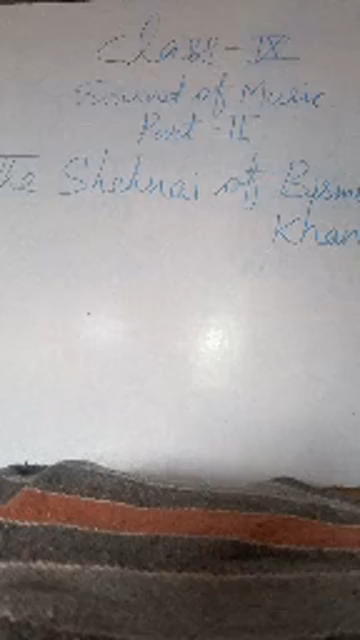 Class-IX
Sound of Music
Part-II
The Shehnai of Bism
Khan